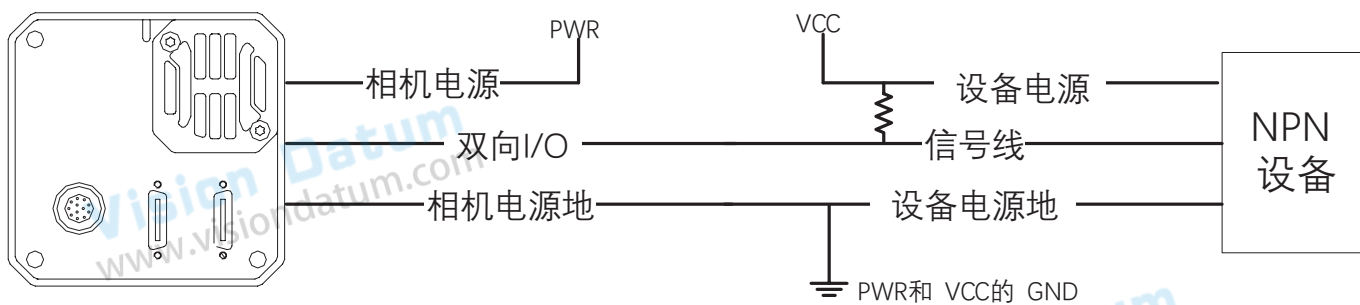 PWR
VCC
相机电源
设备电源
双向I/O
信号线
NPN
设备
相机电源地
设备电源地
PWR和 VCC的 GND
Vision Datum
www.visiondatum.com